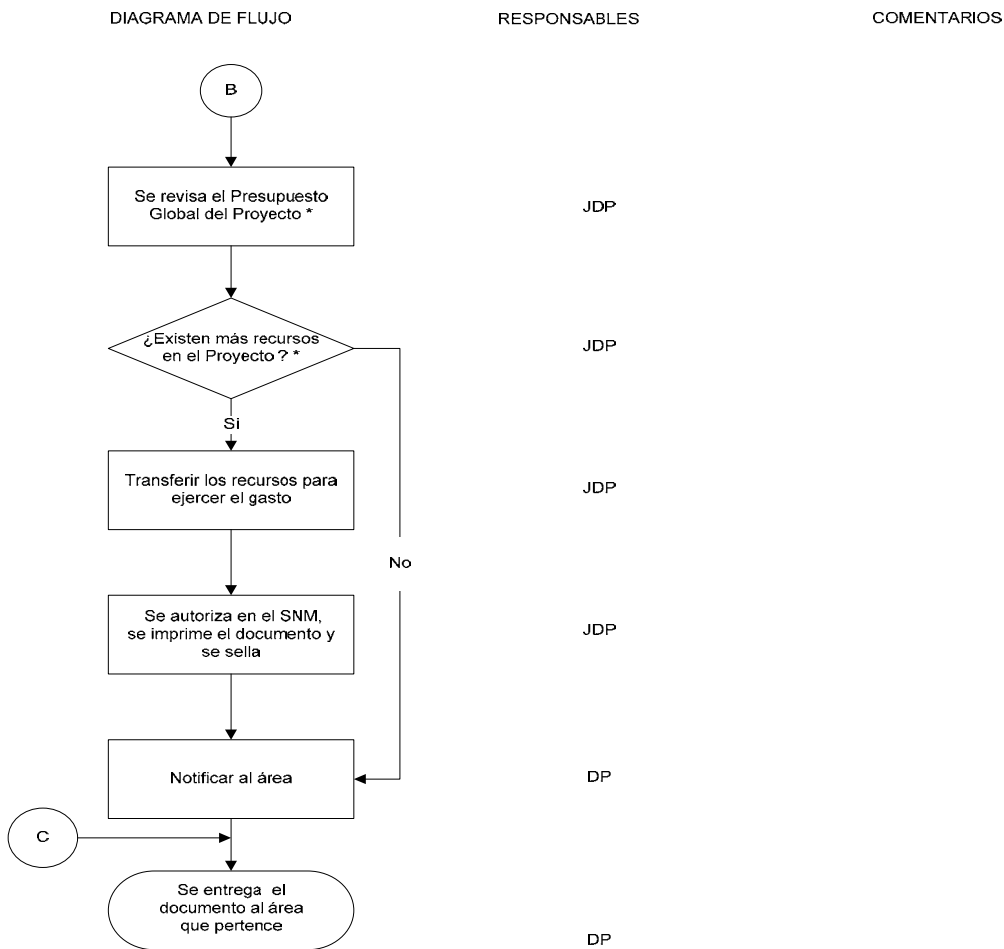 DIAGRAMA DE FLUJO
RESPONSABLES
COMENTARIOS
B
Se revisa el Presupuesto
Global del Proyecto *
JDP
¿Existen más recursos
en el Proyecto ? *
JDP
Si
Transferir los recursos para
ejercer el gasto
JDP
No
Se autoriza en el SNM,
se imprime el documento y
se sella
JDP
Notificar al área
DP
C
Se entrega el
documento al área
que pertence
DP